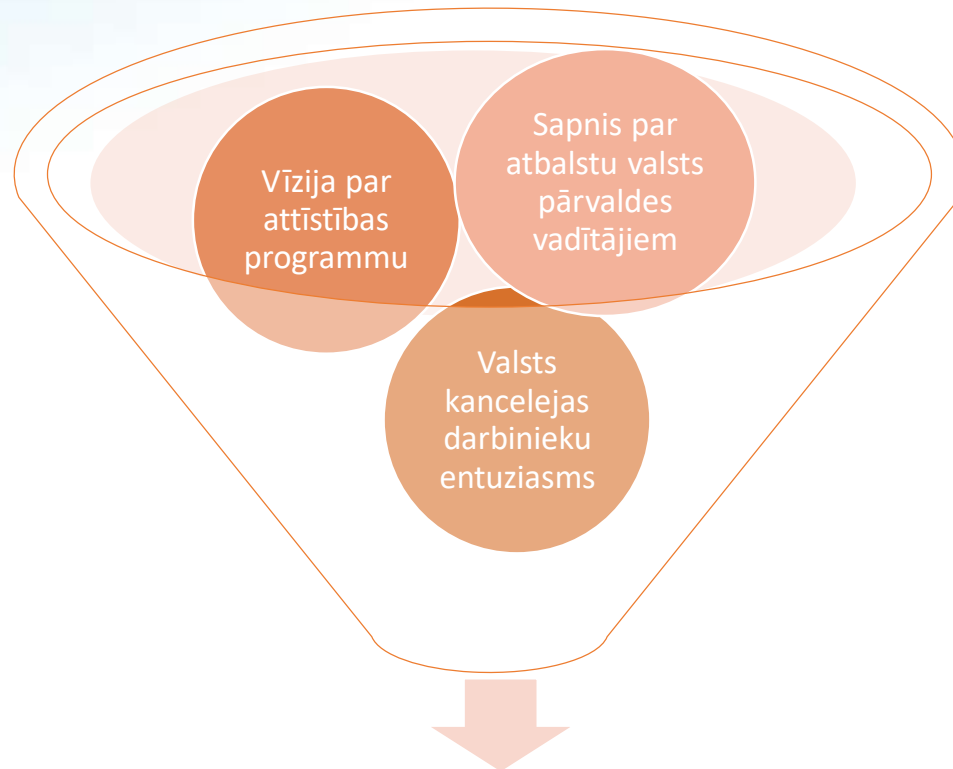 Vīzija par
attīstības
programmu
Sapnis par
atbalstu valsts
pārvaldes
vadītājiem
Valsts
kancelejas
darbinieku
entuziasms